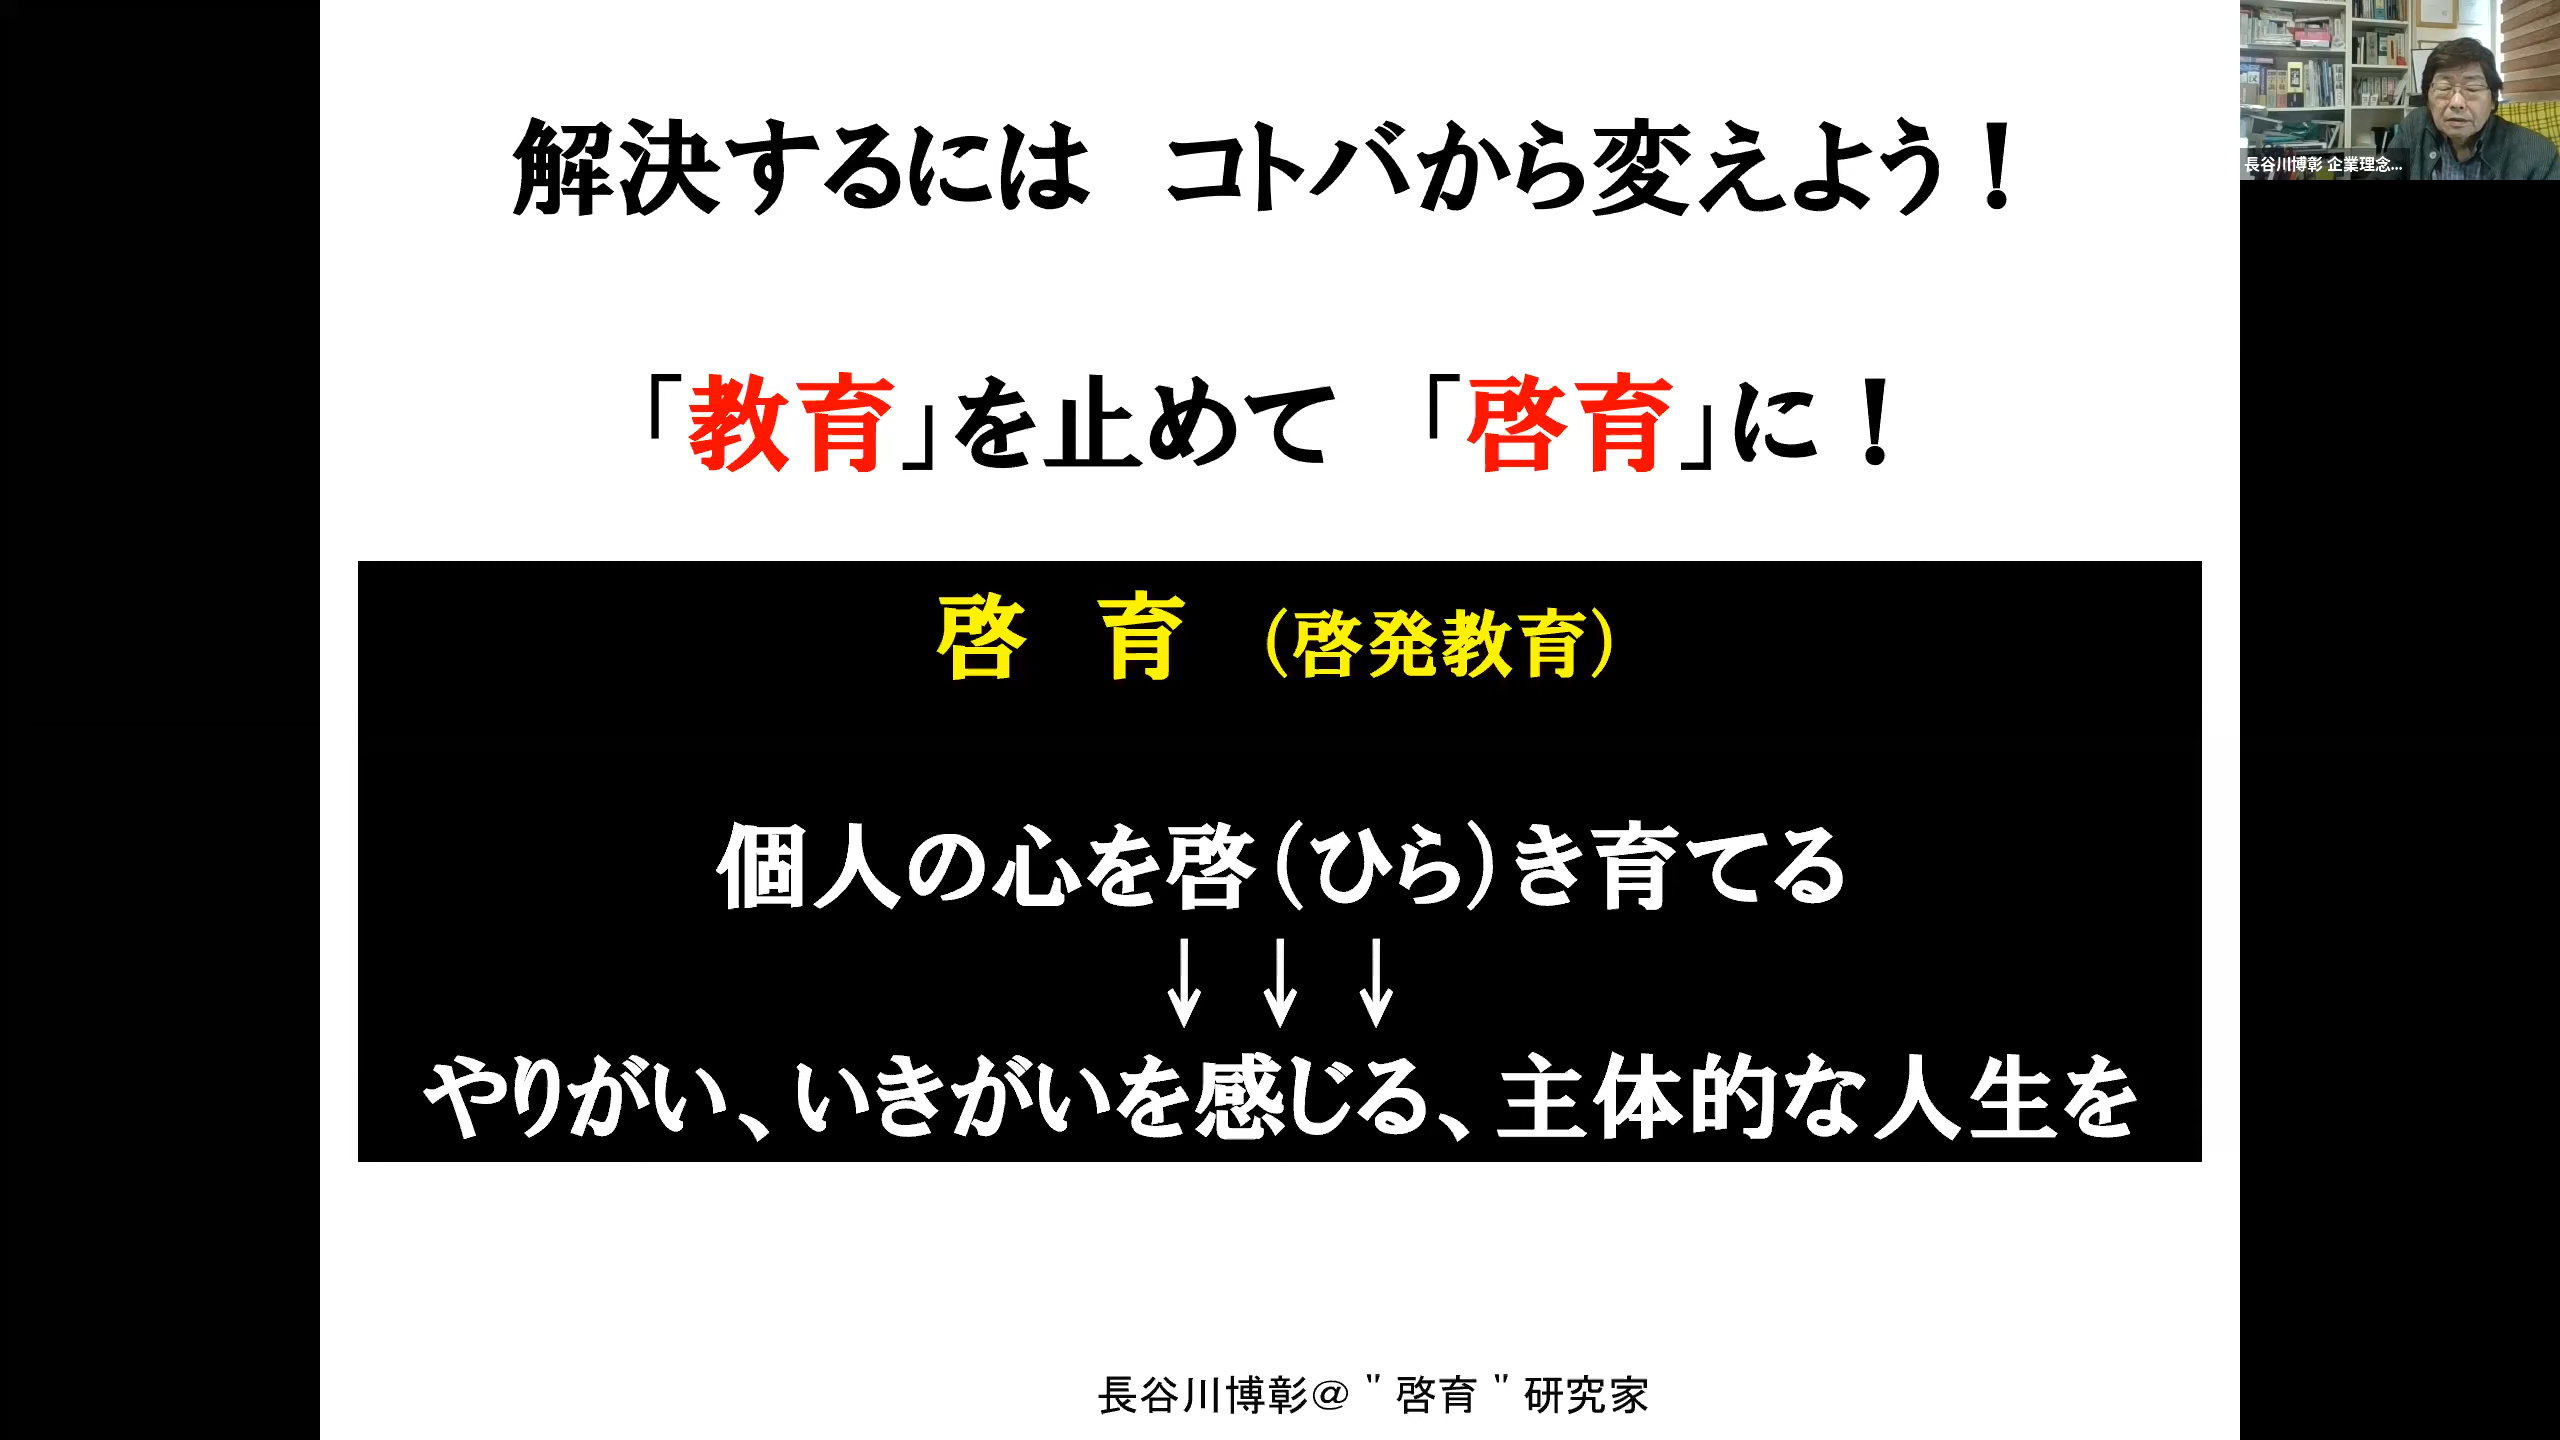 解決するには　コトバから変えよう！
「教育」を止めて　「啓育」に！
啓　育　（啓発教育）
個人の心を啓（ひら）き育てる
↓ ↓ ↓
やりがい、いきがいを感じる、主体的な人生を
長谷川博彰＠＂啓育＂研究家
長谷川博彰 企業理念...